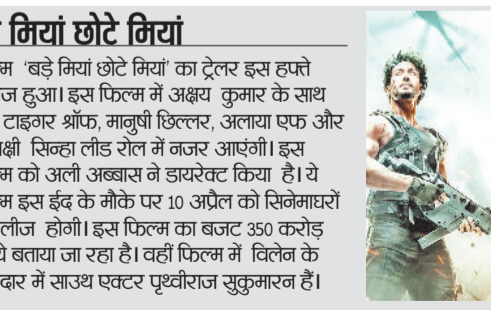 मियां छोटे मियां
‘बड़े मियां छोटे मियां’ का ट्रेलर इस हफ्ते
हुआ। इस फिल्म में अक्षय कुमार के साथ
टाइगर श्रॉफ, मानुषी छिल्लर, अलाया एफ और
सिन्हा लीड रोल में नजर आएंगी। इस
को अली अब्बास ने डायरेक्ट किया है। ये
इस ईद के मौके पर 10 अप्रैल को सिनेमाघरों
होगी। इस फिल्म का बजट 350 करोड़
बताया जा रहा है। वहीं फिल्म में विलेन के
में साउथ एक्टर पृथ्वीराज सुकुमारन हैं।